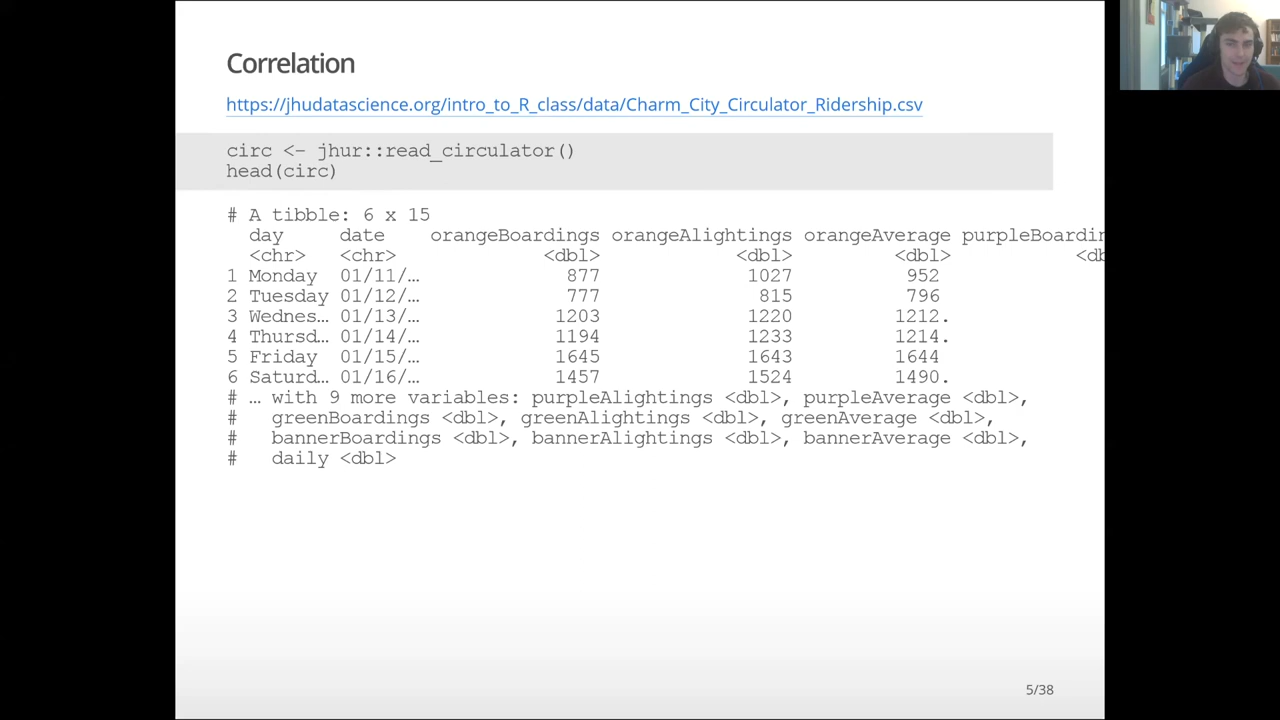 Correlation
https://jhudatascience.org/intro_to_R_class/data/Charm_City_Circulator_Ridership.csv
circ <- jhur::read_circulator()
head(circ)
# A tibble: 6 x 15
day date orangeBoardings orangeAlightings orangeAverage purpleBoardin
<chr> <chr> <dbl> <dbl> <dbl> <db
1 Monday 01/11/… 877 1027 952
2 Tuesday 01/12/… 777 815 796
3 Wednes… 01/13/… 1203 1220 1212.
4 Thursd… 01/14/… 1194 1233 1214.
5 Friday 01/15/… 1645 1643 1644
6 Saturd… 01/16/… 1457 1524 1490.
# … with 9 more variables: purpleAlightings <dbl>, purpleAverage <dbl>,
# greenBoardings <dbl>, greenAlightings <dbl>, greenAverage <dbl>,
# bannerBoardings <dbl>, bannerAlightings <dbl>, bannerAverage <dbl>,
# daily <dbl>
5/38